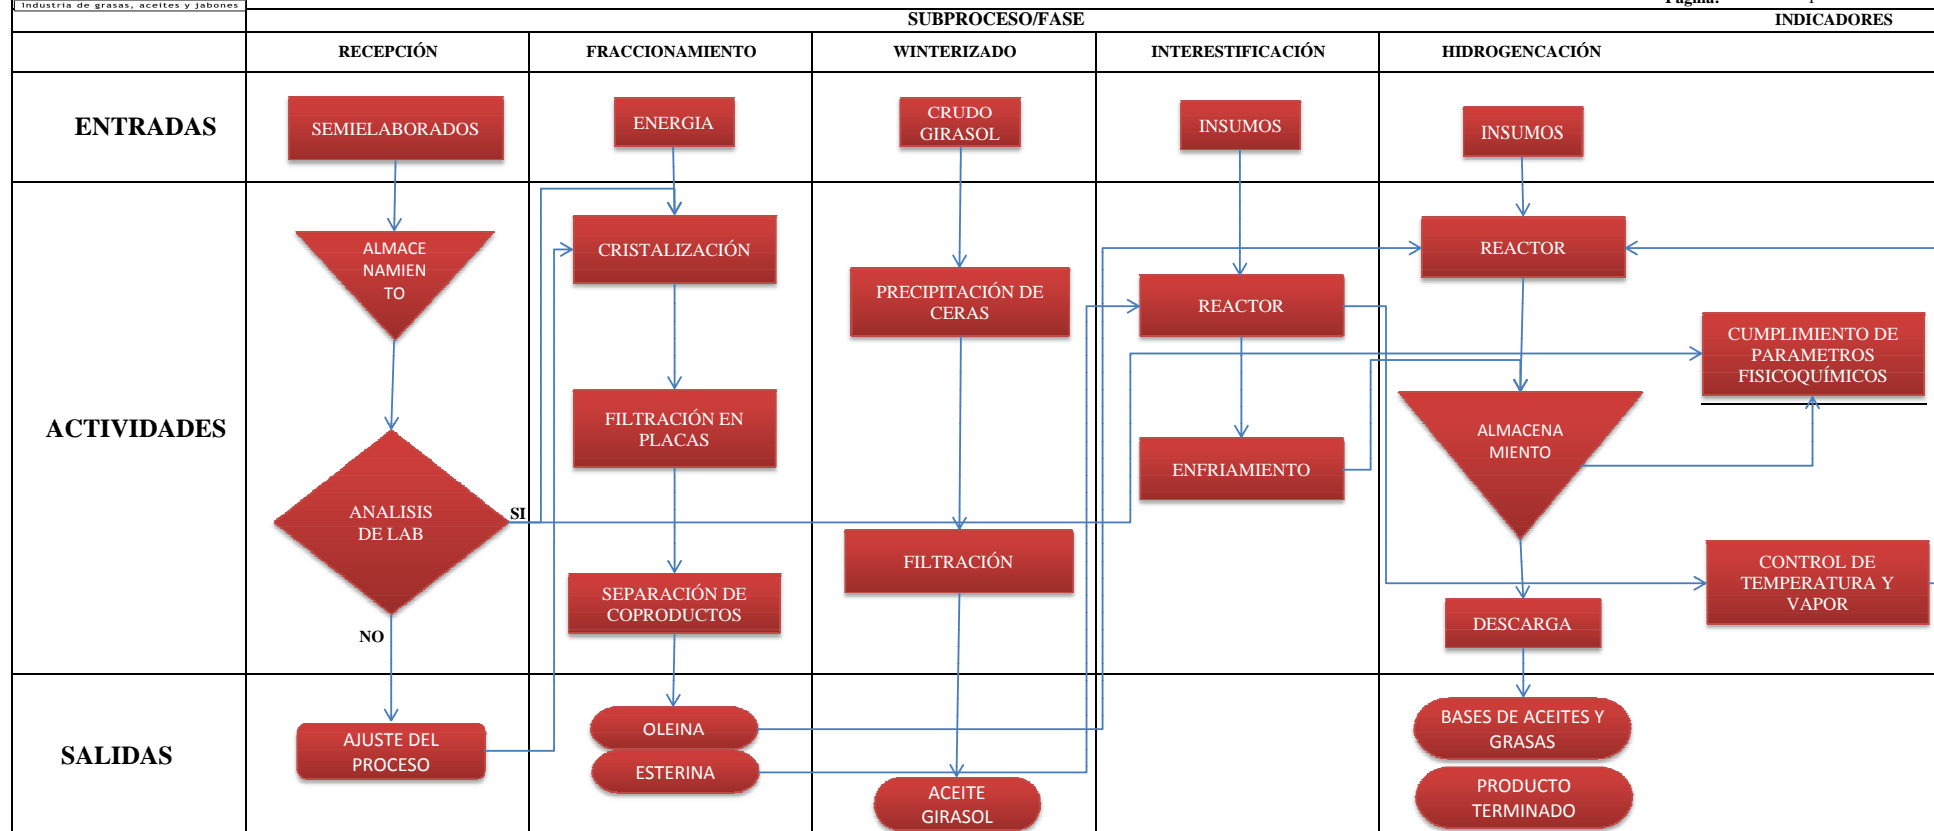 Industria de grasas, aceites y jabones
Página:
SUBPROCESO/FASE
INDICADORES
RECEPCIÓN
FRACCIONAMIENTO
WINTERIZADO
INTERESTIFICACIÓN
HIDROGENCACIÓN
ENTRADAS
SEMIELABORADOS
ENERGIA
CRUDO
GIRASOL
INSUMOS
INSUMOS
ACTIVIDADES
ALMACE
NAMIEN
TO
ANALISIS
DE LAB
SI
NO
CRISTALIZACIÓN
FILTRACIÓN EN
PLACAS
SEPARACIÓN DE
COPRODUCTOS
PRECIPITACIÓN DE
CERAS
FILTRACIÓN
REACTOR
ENFRIAMIENTO
REACTOR
ALMACENA
MIENTO
DESCARGA
CUMPLIMIENTO DE
PARAMETROS
FISICOQUÍMICOS
CONTROL DE
TEMPERATURA Y
VAPOR
SALIDAS
AJUSTE DEL
PROCESO
OLEINA
ESTERINA
ACEITE
GIRASOL
BASES DE ACEITES Y
GRASAS
PRODUCTO
TERMINADO